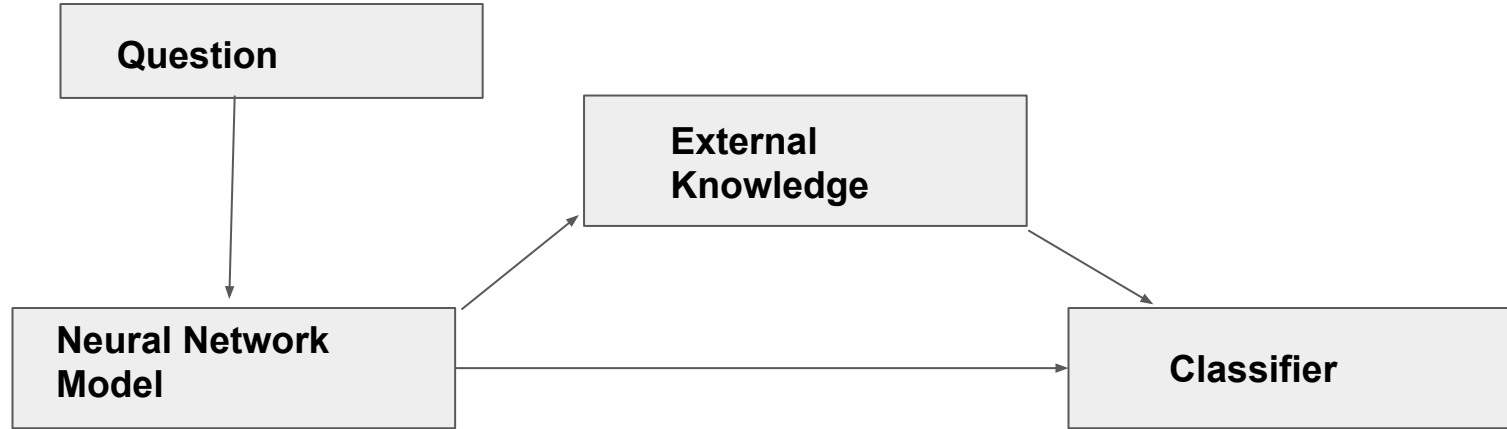 Question
External
Knowledge
Neural Network
Model
Classifier